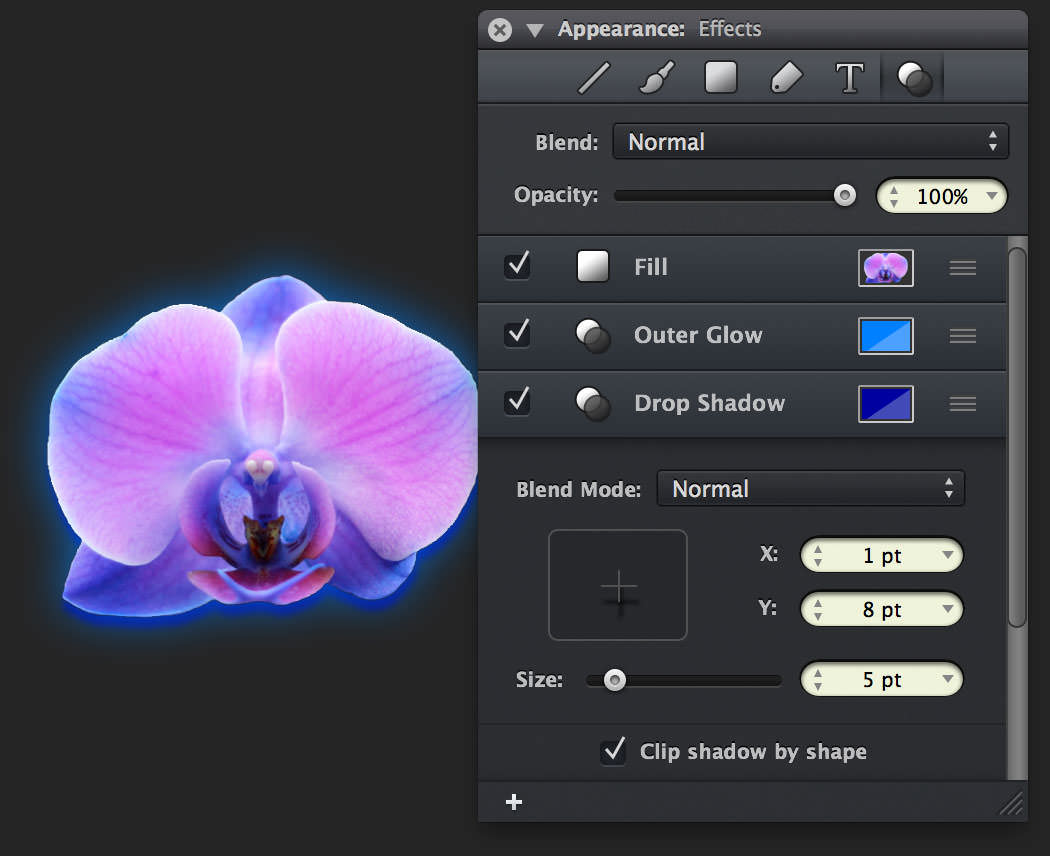 Appearance: Effects
T
Blend: Normal
Opacity: 100%
Fill
Outer Glow
Drop Shadow
Blend Mode: Normal
X: 1 pt
Y: 8 pt
Size: 5 pt
Clip shadow by shape